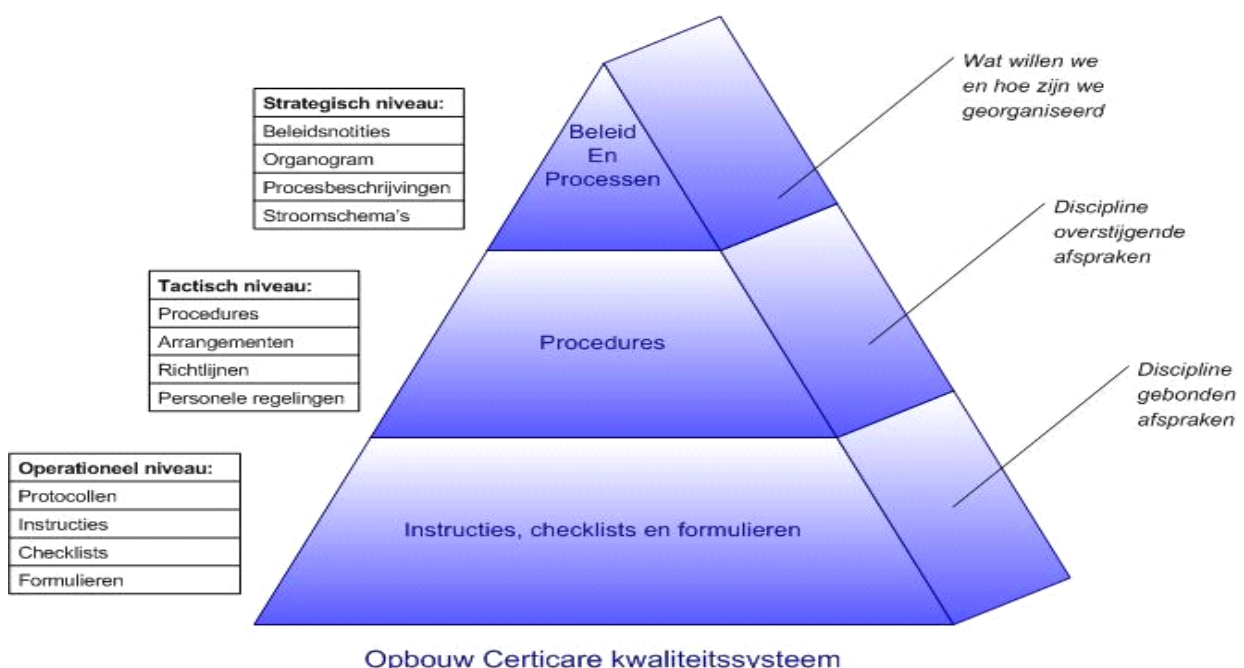 Strategisch niveau:
Beleidsnotities
Organogram
Procesbeschrijvingen
Stroomschema's
Beleid
En
Processen
Wat willen we
en hoe zijn we
georganiseerd
Tactisch niveau:
Procedures
Arrangementen
Richtlijnen
Personele regelingen
Procedures
Discipline
overstijgende
afspraken
Operationeel niveau:
Protocollen
Instructies
Checklists
Formulieren
Instructies, checklists en formulieren
Discipline
gebonden
afspraken
Opbouw Certicare kwaliteitssysteem